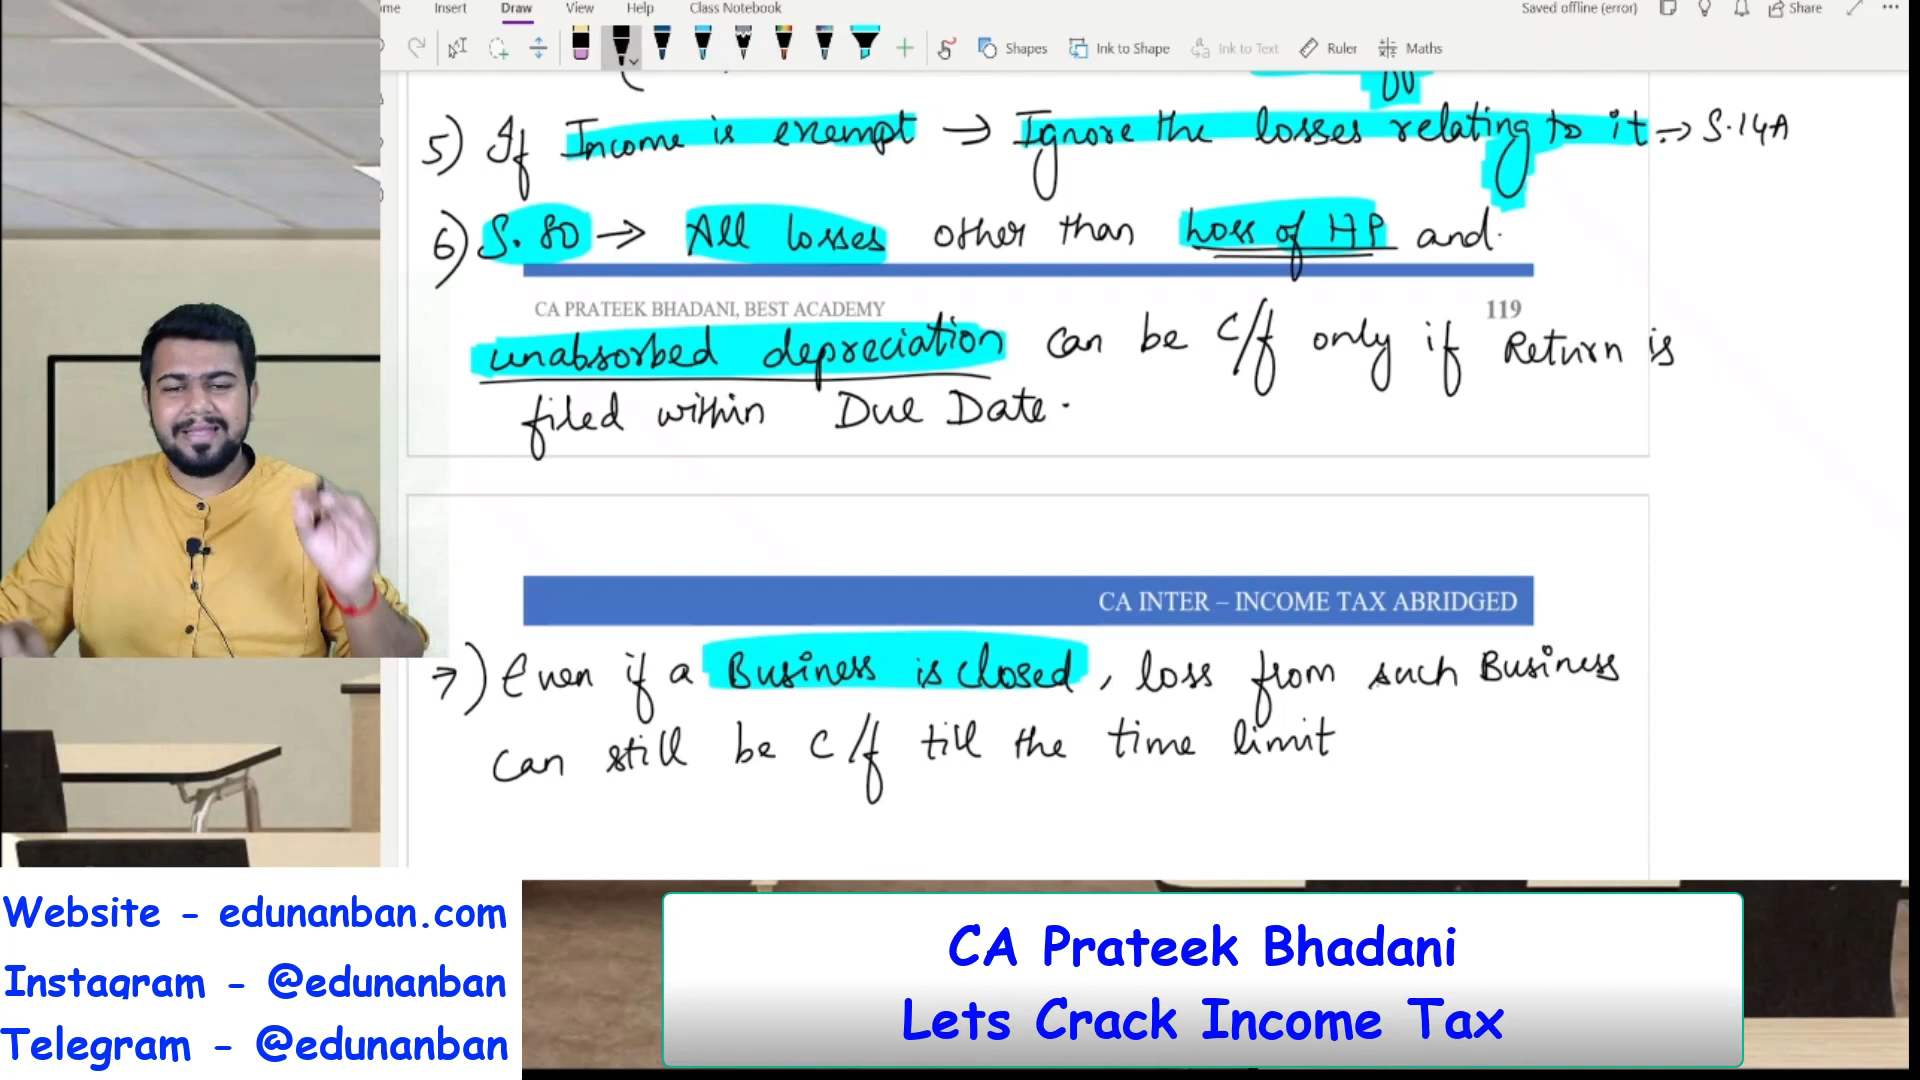 Insert Draw View Help Class Notebook Saved offline (error) Share
Shapes Ink to Shape Ink to Text Ruler Maths
5) If Income is exempt → Ignore the losses relating to it. → S.14A
6) S. 80 → All losses other than Loss of HP and
CA PRATEEK BHADANI, BEST ACADEMY 119
unabsorbed depreciation can be c/f only if Return is
filed within Due Date.
CA INTER – INCOME TAX ABRIDGED
7) Even if a Business is closed, loss from such Business
can still be c/f till the time limit
Website - edunanban.com
Instagram - @edunanban
Telegram - @edunanban
CA Prateek Bhadani
Lets Crack Income Tax